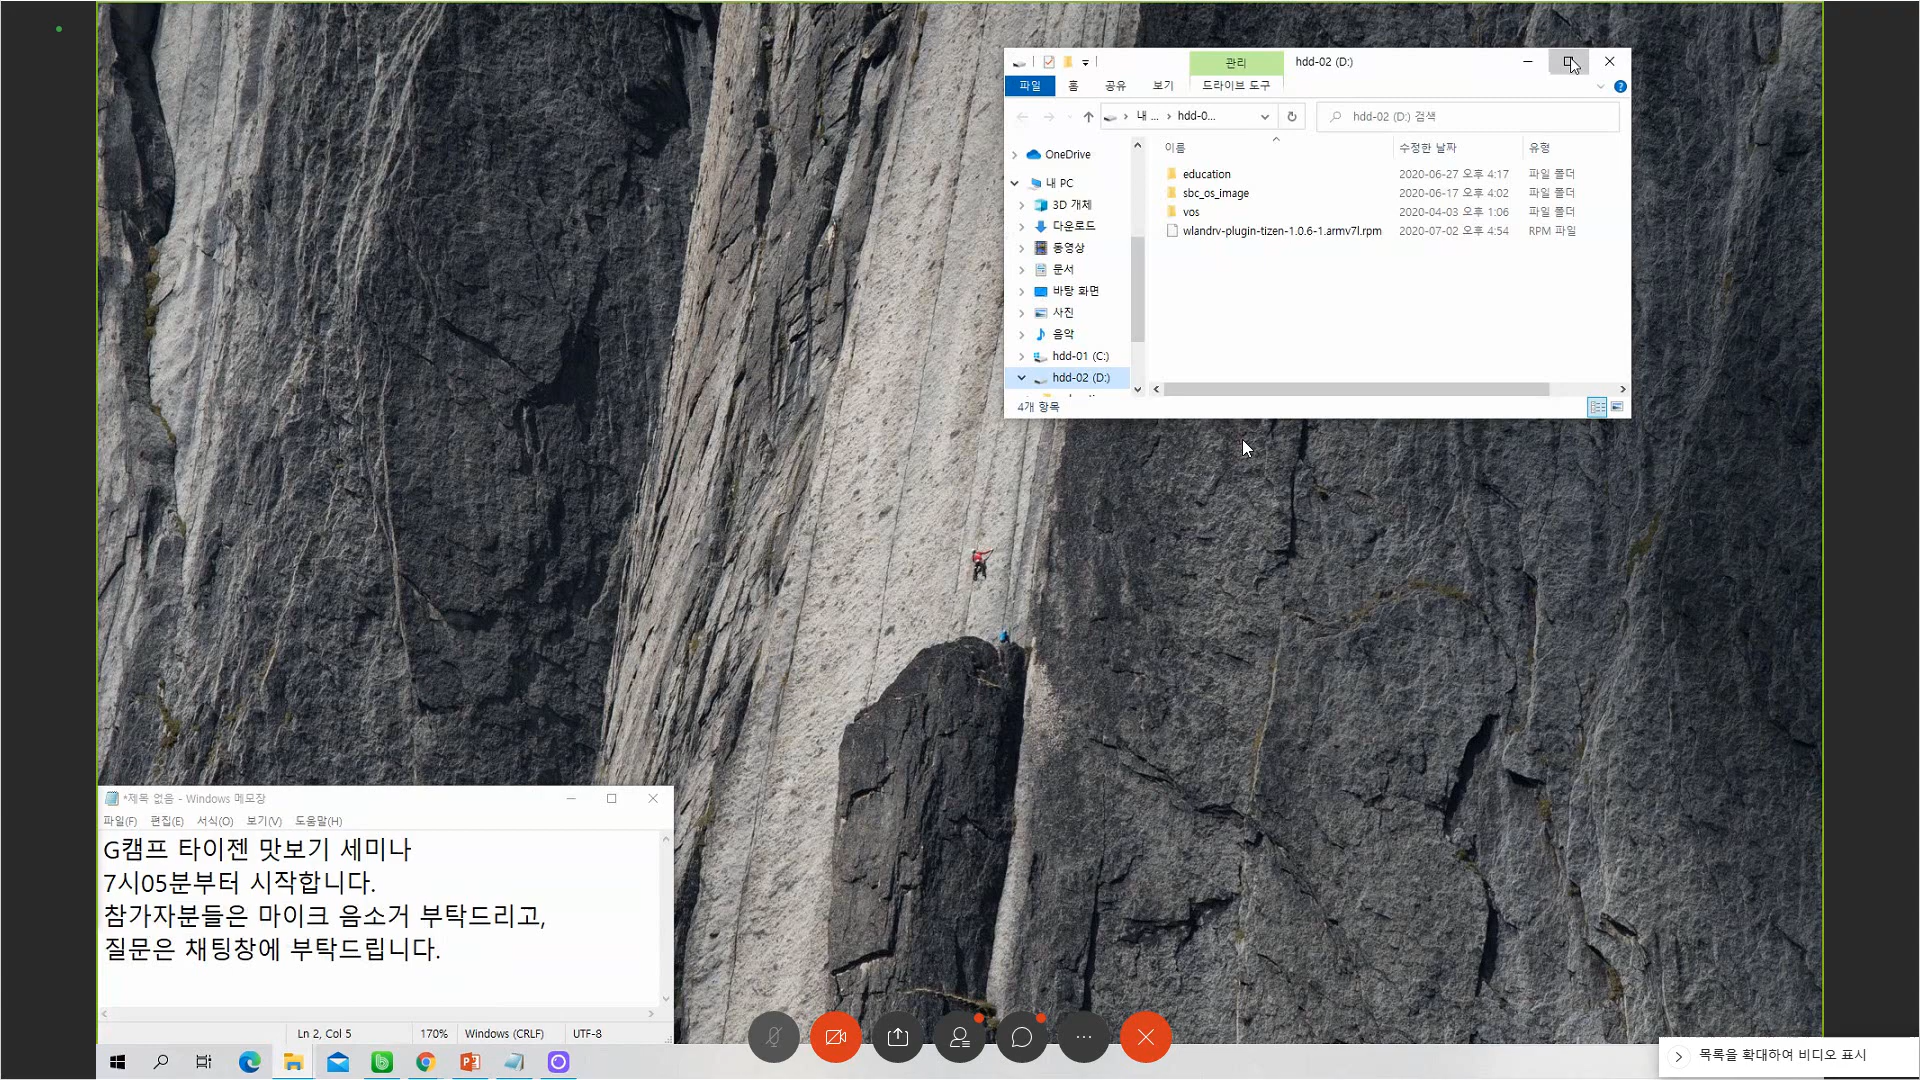 관리
hdd-02 (D:)
파일
홈
공유
보기
드라이브 도구
내 ...
hdd-0...
hdd-02 (D:) 검색
이름
수정한 날짜
유형
OneDrive
내 PC
3D 개체
다운로드
동영상
문서
바탕 화면
사진
음악
hdd-01 (C:)
hdd-02 (D:)
education 2020-06-27 오후 4:17 파일 폴더
sbc_os_image 2020-06-17 오후 4:02 파일 폴더
vos 2020-04-03 오후 1:06 파일 폴더
wlandrv-plugin-tizen-1.0.6-1.armv7l.rpm 2020-07-02 오후 4:54 RPM 파일
4개 항목
*제목 없음 - Windows 메모장
파일(F) 편집(E) 서식(O) 보기(V) 도움말(H)
G캠프 타이젠 맛보기 세미나
7시05분부터 시작합니다.
참가자분들은 마이크 음소거 부탁드리고,
질문은 채팅창에 부탁드립니다.
Ln 2, Col 5 170% Windows (CRLF) UTF-8
목록을 확대하여 비디오 표시